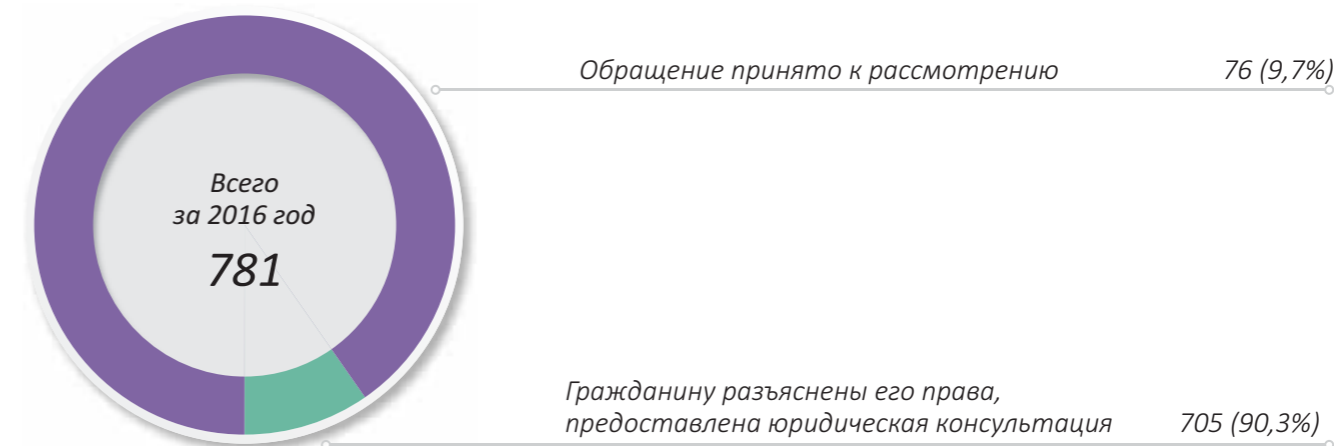 Обращение принято к рассмотрению 76 (9,7%)
Всего
за 2016 год
781
Гражданину разъяснены его права,
предоставлена юридическая консультация 705 (90,3%)